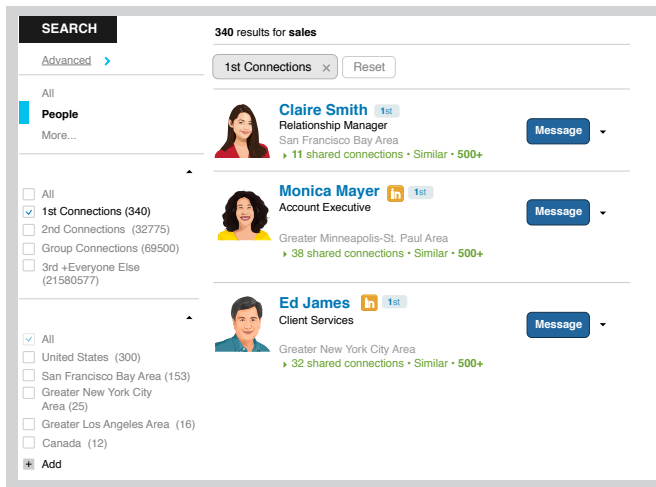 SEARCH
Advanced
All
People
More...
All
1st Connections (340)
2nd Connections (32775)
Group Connections (69500)
3rd +Everyone Else
(21580577)
All
United States (300)
San Francisco Bay Area (153)
Greater New York City
Area (25)
Greater Los Angeles Area (16)
Canada (12)
Add
340 results for sales
1st Connections × Reset
Claire Smith 1st
Relationship Manager
San Francisco Bay Area
11 shared connections • Similar • 500+
Message
Monica Mayer in 1st
Account Executive
Greater Minneapolis-St. Paul Area
38 shared connections • Similar • 500+
Message
Ed James in 1st
Client Services
Greater New York City Area
32 shared connections • Similar • 500+
Message